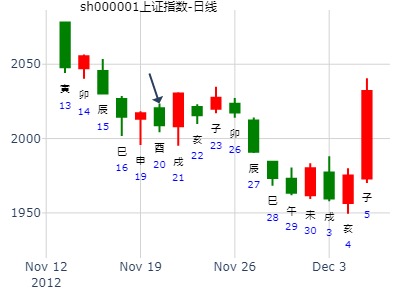 sh000001上证指数-日线
2050
2000
1950
寅
13
卯
14
辰
15
巳
16
申
19
酉
20
戌
21
亥
22
子
23
卯
26
辰
27
巳
28
午
29
未
30
戌
3
亥
4
子
5
Nov 12
2012
Nov 19
Nov 26
Dec 3